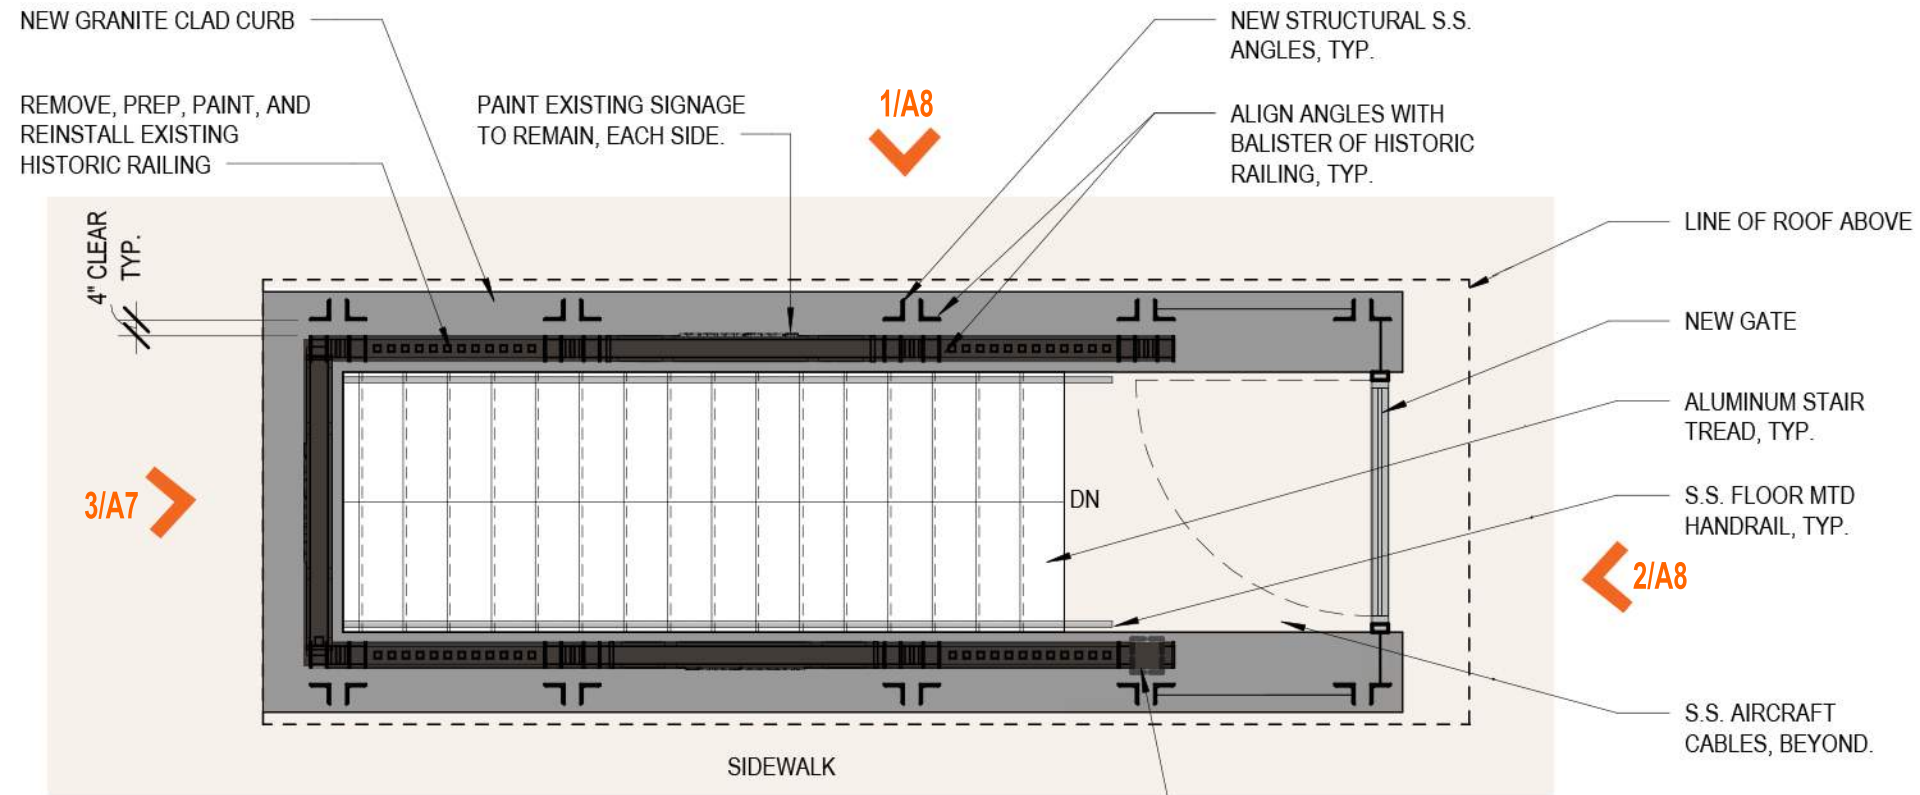 NEW GRANITE CLAD CURB
REMOVE, PREP, PAINT, AND
REINSTALL EXISTING
HISTORIC RAILING
PAINT EXISTING SIGNAGE
TO REMAIN, EACH SIDE.
1/A8
NEW STRUCTURAL S.S.
ANGLES, TYP.
ALIGN ANGLES WITH
BALISTER OF HISTORIC
RAILING, TYP.
4" CLEAR
TYP.
LINE OF ROOF ABOVE
NEW GATE
ALUMINUM STAIR
TREAD, TYP.
3/A7
DN
S.S. FLOOR MTD
HANDRAIL, TYP.
2/A8
S.S. AIRCRAFT
CABLES, BEYOND.
SIDEWALK